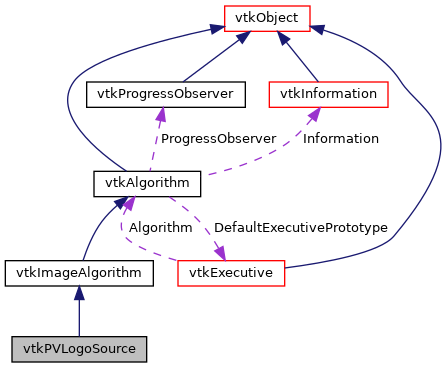 vtkObject
vtkProgressObserver
vtkInformation
ProgressObserver
Information
vtkAlgorithm
Algorithm
DefaultExecutivePrototype
vtkImageAlgorithm
vtkExecutive
vtkPVLogoSource